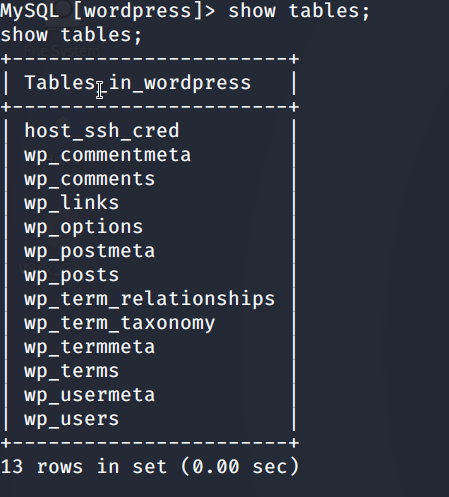 MySQL [wordpress]> show tables;
show tables;
+-----------------------+
| Tables_in_wordpress   |
+-----------------------+
| host_ssh_cred         |
| wp_commentmeta        |
| wp_comments           |
| wp_links              |
| wp_options            |
| wp_postmeta           |
| wp_posts              |
| wp_term_relationships |
| wp_term_taxonomy      |
| wp_termmeta           |
| wp_terms              |
| wp_usermeta           |
| wp_users              |
+-----------------------+
13 rows in set (0.00 sec)